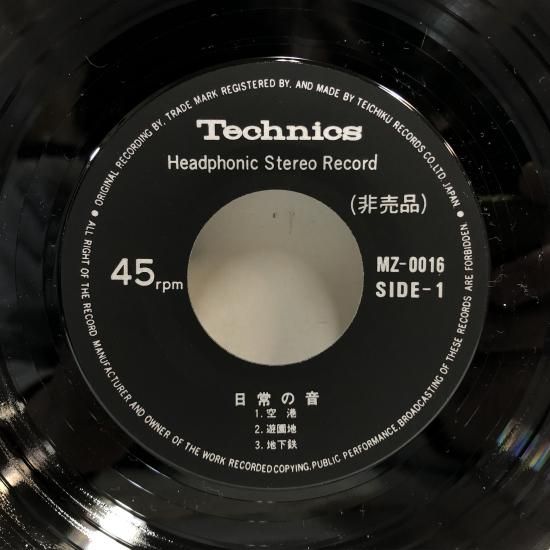 ● ORIGINAL RECORDING BY, TRADE MARK REGISTERED BY, AND MADE BY TEICHIKU RECORDS CO., LTD. JAPAN ●
Technics
Headphonic Stereo Record
(非売品)
45rpm
MZ-0016
SIDE-1
日常の音
1. 空港
2. 遊園地
3. 地下鉄
ALL RIGHT OF THE RECORD MANUFACTURER AND OWNER OF THE WORK RECORDED COPYING, PUBLIC PERFORMANCE, BROADCASTING OF THESE RECORDS ARE FORBIDDEN.